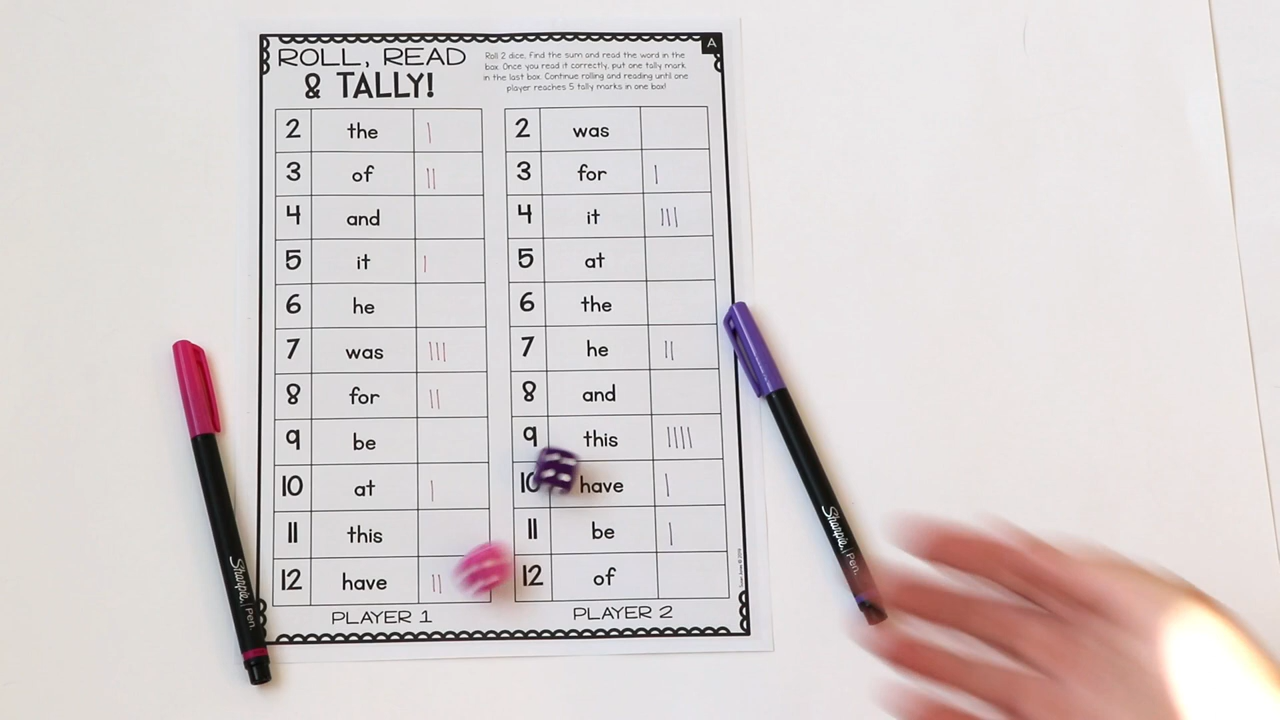 A
ROLL, READ
& TALLY!
Roll 2 dice, find the sum and read the word in the
box. Once you read it correctly, put one tally mark
in the last box. Continue rolling and reading until one
player reaches 5 tally marks in one box!
2 the
3 of
4 and
5 it
6 he
7 was
8 for
9 be
10 at
11 this
12 have
PLAYER 1
2 was
3 for
4 it
5 at
6 the
7 he
8 and
9 this
10 have
11 be
12 of
PLAYER 2
Sharpie. Pen.
Sharpie. Pen.